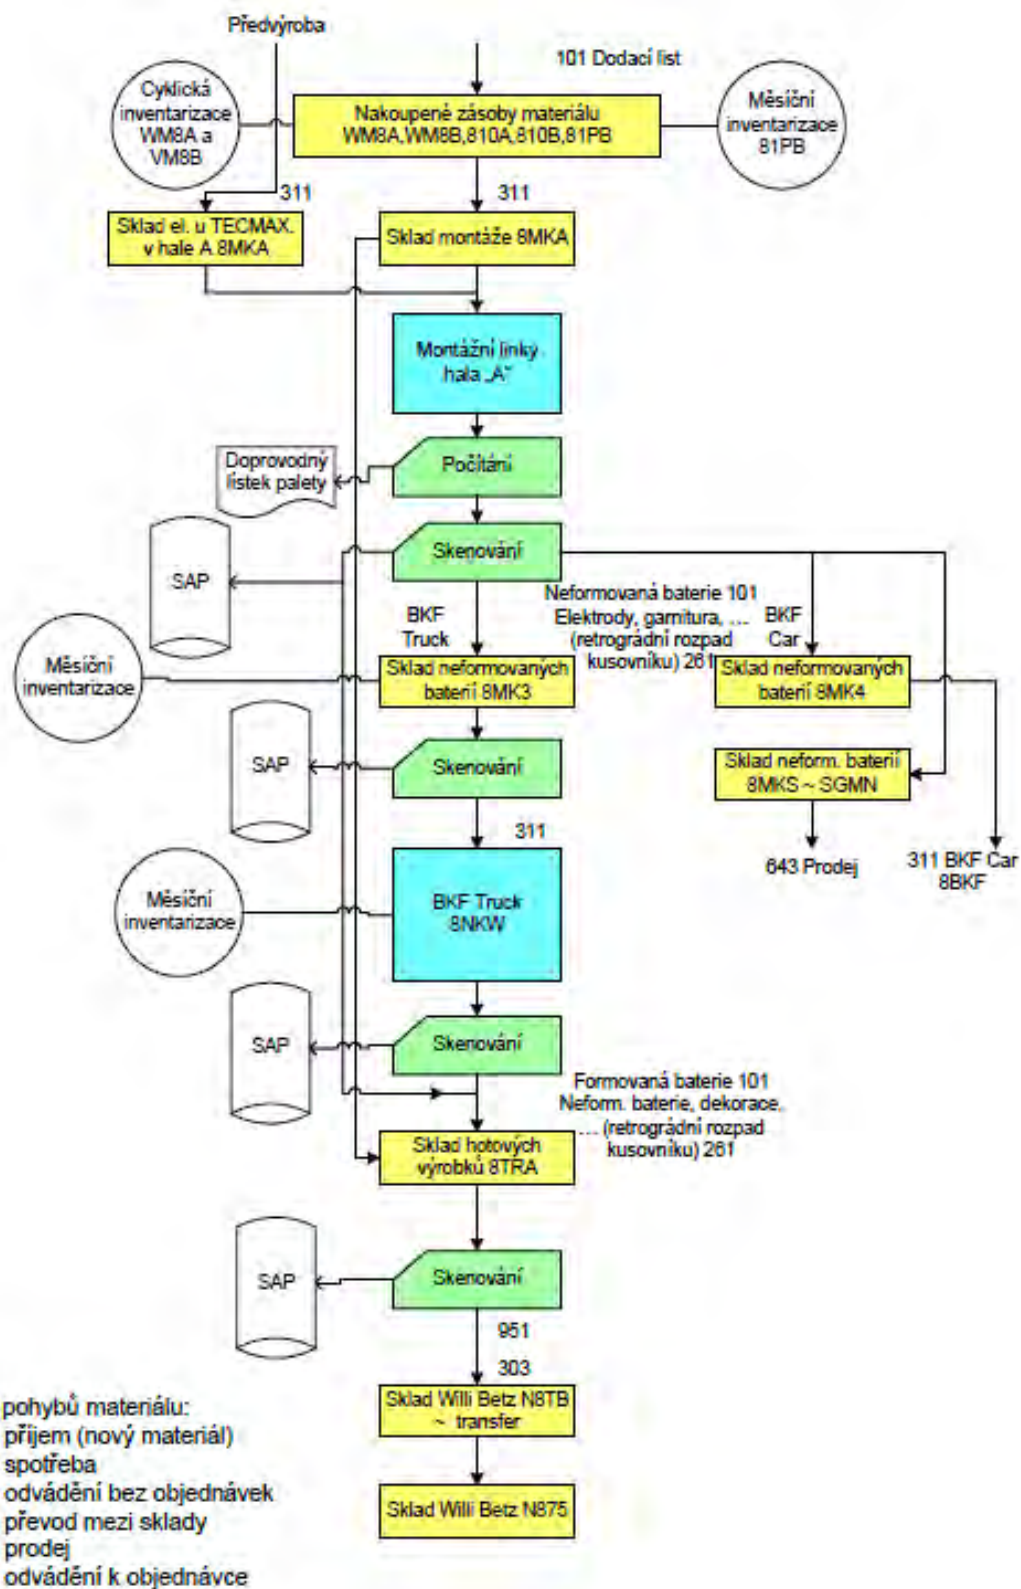 Předvýroba
101 Dodací list
Cyklická
inventarizace
WM8A a
VM8B
Nakoupené zásoby materiálu
WM8A,WM8B,810A,810B,81PB
Měsíční
inventarizace
81PB
311
311
Sklad el. u TECMAX.
v hale A 8MKA
Sklad montáže 8MKA
Montážní linky
hala „A"
Počítání
Doprovodný
lístek palety
Skenování
SAP
BKF
Truck
Neformovaná baterie 101
Elektrody, garnitura, ...
(retrográdní rozpad
kusovníku) 261
BKF
Car
Měsíční
inventarizace
Sklad neformovaných
baterií 8MK3
Sklad neformovaných
baterií 8MK4
SAP
Skenování
Sklad neform. baterií
8MKS ~ SGMN
311
643 Prodej
311 BKF Car
8BKF
Měsíční
inventarizace
BKF Truck
8NKW
SAP
Skenování
Formovaná baterie 101
Neform. baterie, dekorace,
... (retrográdní rozpad
kusovníku) 261
Sklad hotových
výrobků 8TRA
SAP
Skenování
951
303
Sklad Willi Betz N8TB
~ transfer
Sklad Willi Betz N875
pohybů materiálu:
příjem (nový materiál)
spotřeba
odvádění bez objednávek
převod mezi sklady
prodej
odvádění k objednávce